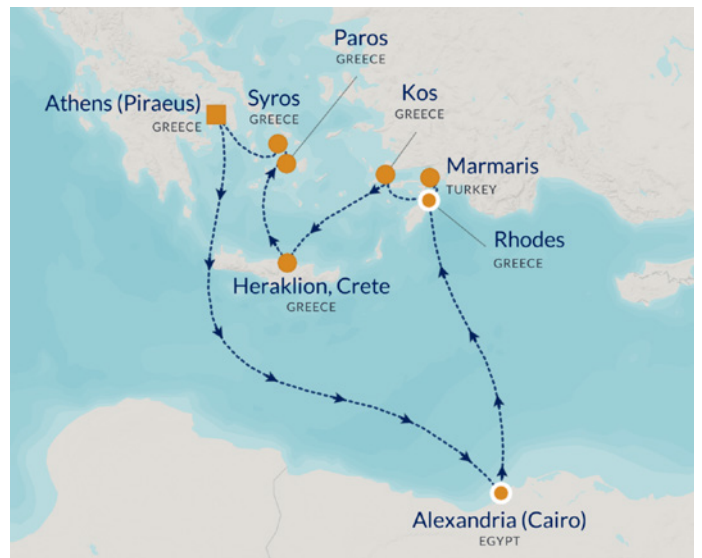 Paros
GREECE
Athens (Piraeus)
GREECE
Syros
GREECE
Kos
GREECE
Marmaris
TURKEY
Rhodes
GREECE
Heraklion, Crete
GREECE
Alexandria (Cairo)
EGYPT